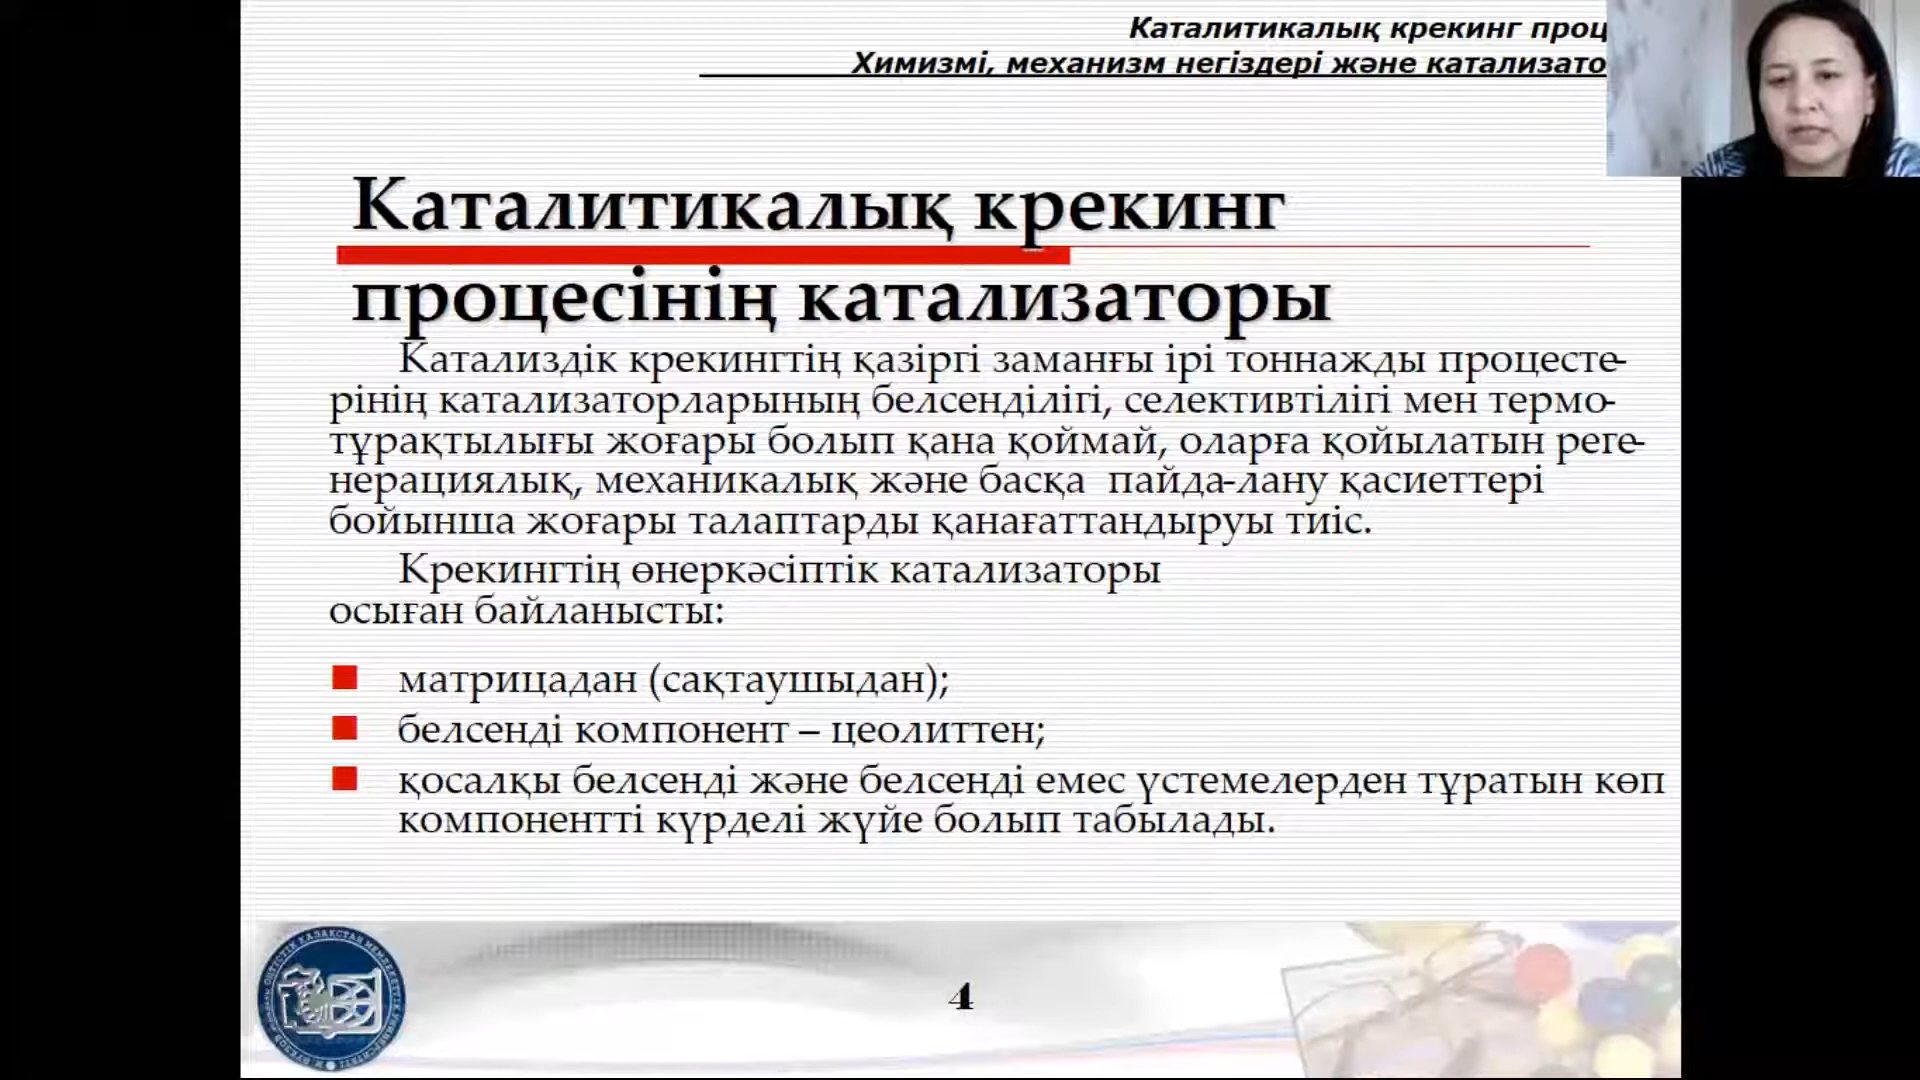 Каталитикалық крекинг
Химизмі, механизм негіздері және
Каталитикалық крекинг
процесінің катализаторы
Катализдік крекингтің қазіргі заманғы ірі тоннажды процесте-
рінің катализаторларының белсенділігі, селективтілігі мен термо-
тұрақтылығы жоғары болып қана қоймай, оларға қойылатын реге-
нерациялық, механикалық және басқа пайда-лану қасиеттері
бойынша жоғары талаптарды қанағаттандыруы тиіс.
Крекингтің өнеркәсіптік катализаторы
осыған байланысты:
матрицадан (сақтаушыдан);
белсенді компонент – цеолиттен;
қосалқы белсенді және белсенді емес үстемелерден тұратын көп
компонентті күрделі жүйе болып табылады.
4